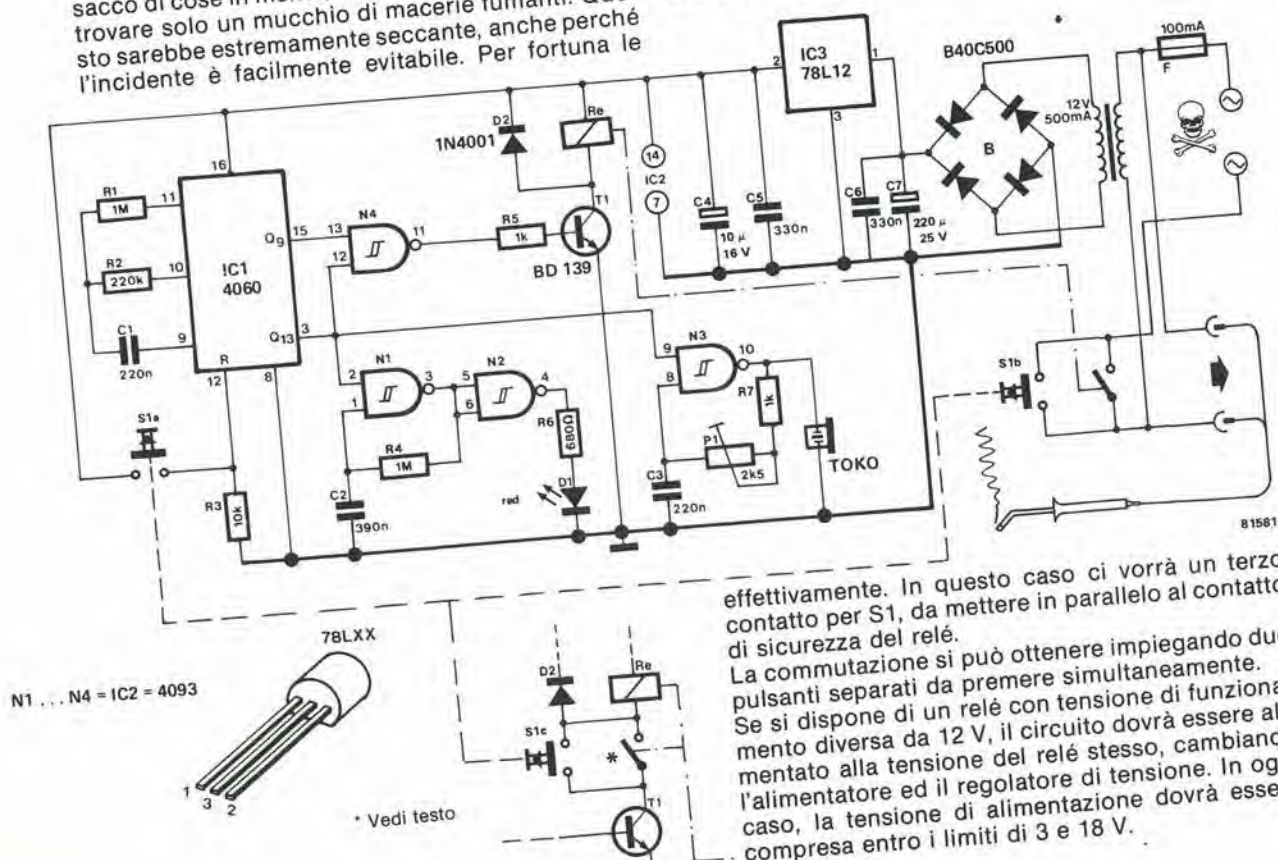 trovare solo un mucchio di macerie fumanti.
sto sarebbe estremamente seccante, anche perché
l'incidente è facilmente evitabile. Per fortuna le
IC3
78L12
2
1
3
B40C500
B
12V
500mA
100mA
F
D2
1N4001
Re
14
IC2
7
C4
10 µ
16 V
C5
330n
C6
330n
C7
220 µ
25 V
R1
1M
11
16
R2
220k
10
IC1
4060
Q9
15
13
N4
11
12
R5
1k
T1
BD 139
C1
220n
9
Q13
3
R
12
8
S1a
R3
10k
2
N1
3
1
R4
1M
C2
390n
5
N2
4
6
R6
680Ω
D1
red
9
N3
10
8
R7
1k
P1
2k5
C3
220n
TOKO
S1b
81581
N1 . . . N4 = IC2 = 4093
78LXX
1
3
2
* Vedi testo
D2
Re
S1c
*
T1
effettivamente. In questo caso ci vorrà un terzo
contatto per S1, da mettere in parallelo al contatto
di sicurezza del relé.
La commutazione si può ottenere impiegando due
pulsanti separati da premere simultaneamente.
Se si dispone di un relé con tensione di funziona
mento diversa da 12 V, il circuito dovrà essere al
mentato alla tensione del relé stesso, cambiand
l'alimentatore ed il regolatore di tensione. In og
caso, la tensione di alimentazione dovrà esse
compresa entro i limiti di 3 e 18 V.